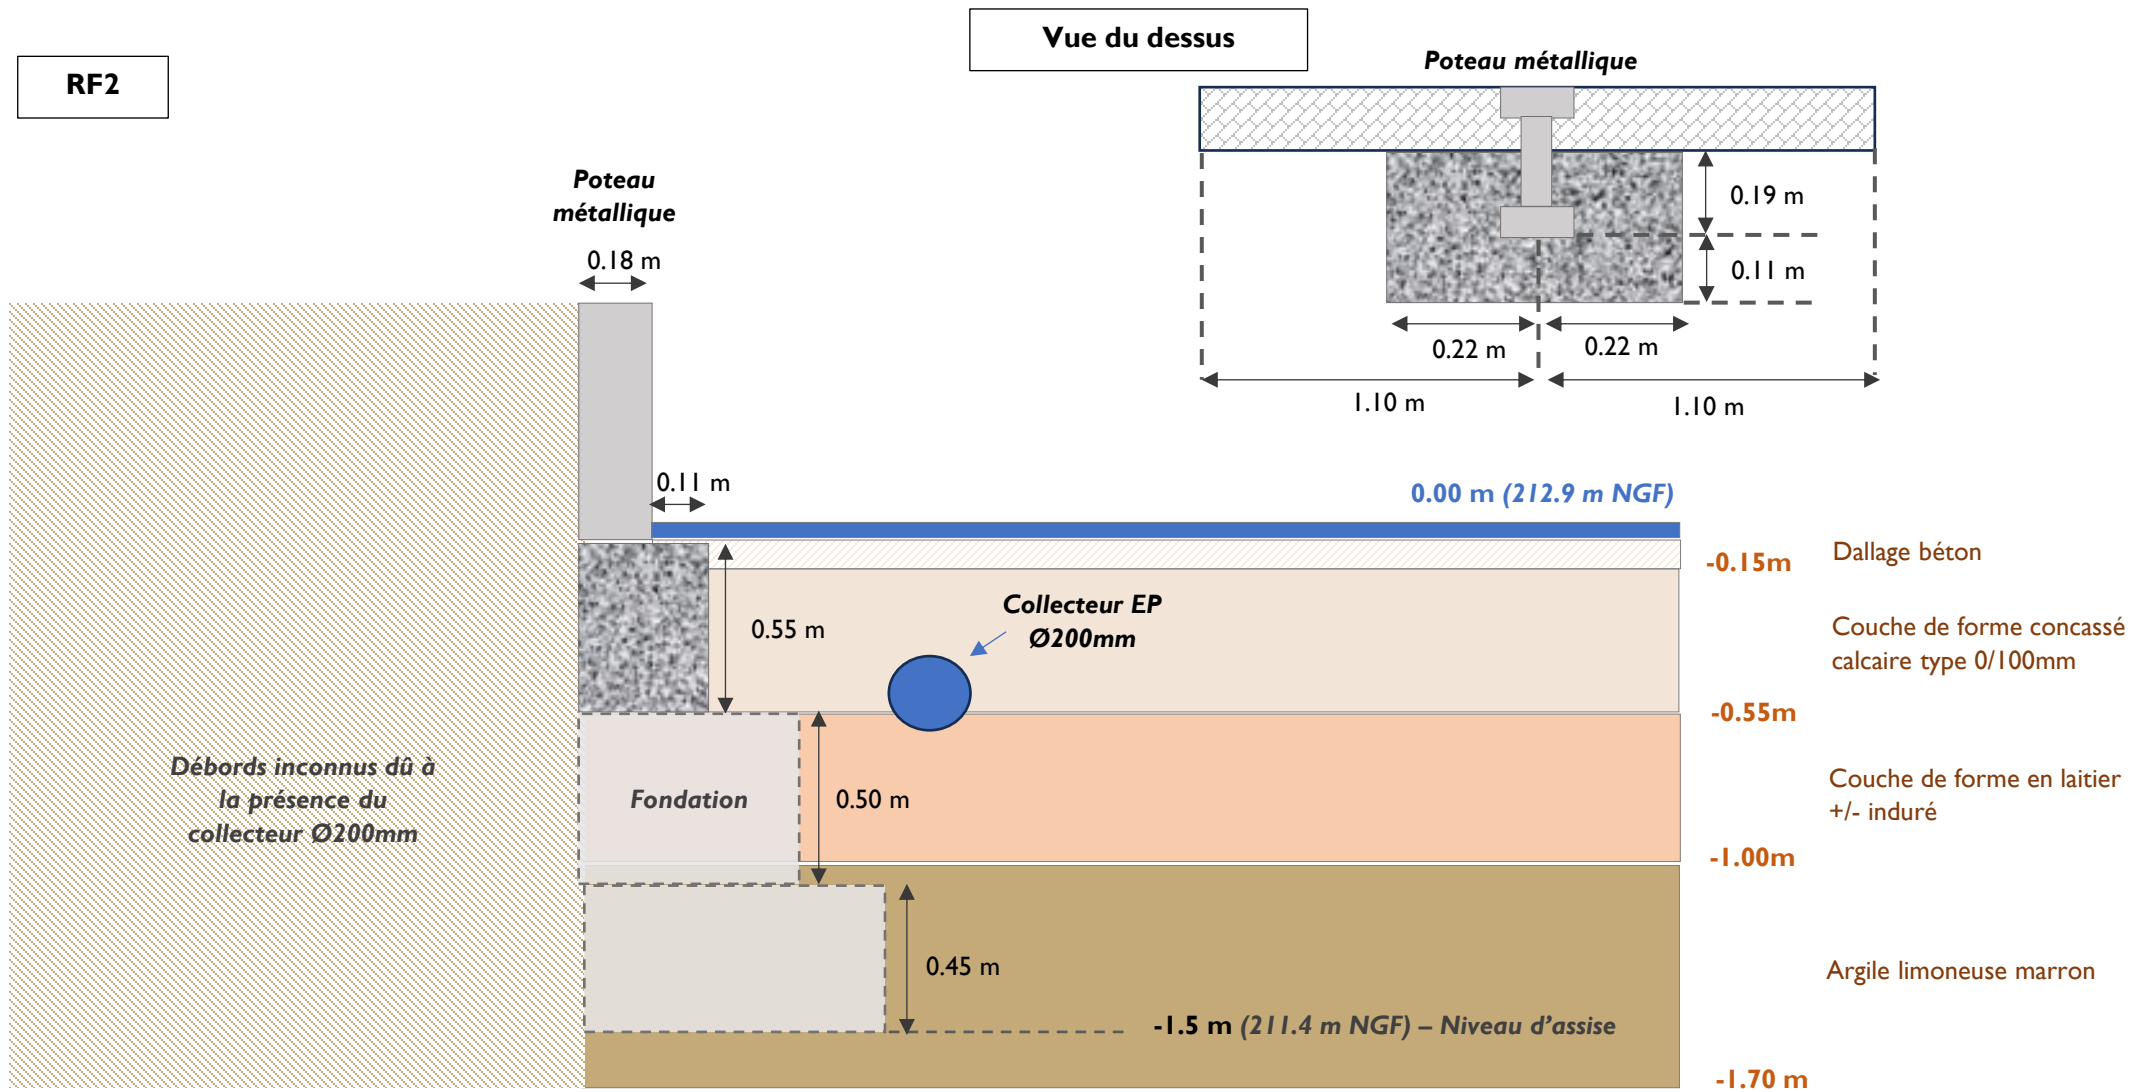 RF2
Vue du dessus
Poteau métallique
0.19 m
0.11 m
0.22 m
0.22 m
1.10 m
1.10 m
Poteau
métallique
0.18 m
0.11 m
0.00 m (212.9 m NGF)
-0.15m
Dallage béton
Collecteur EP
Ø200mm
0.55 m
Couche de forme concassé
calcaire type 0/100mm
-0.55m
Débords inconnus dû à
la présence du
collecteur Ø200mm
Fondation
0.50 m
Couche de forme en laitier
+/- induré
-1.00m
0.45 m
Argile limoneuse marron
-1.5 m (211.4 m NGF) – Niveau d’assise
-1.70 m